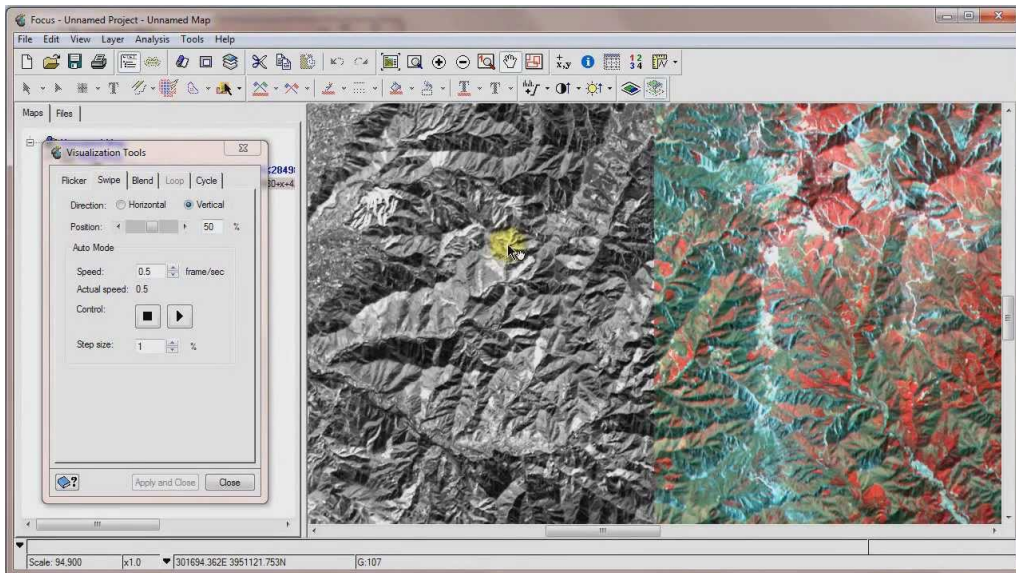 Focus - Unnamed Project - Unnamed Map
File Edit View Layer Analysis Tools Help
Maps Files
Visualization Tools
Flicker Swipe Blend Loop Cycle
Direction: Horizontal Vertical
Position: 50 %
Auto Mode
Speed: 0.5 frame/sec
Actual speed: 0.5
Control:
Step size: 1 %
Apply and Close Close
Scale: 94,900 x1.0 301694.362E 3951121.753N G:107